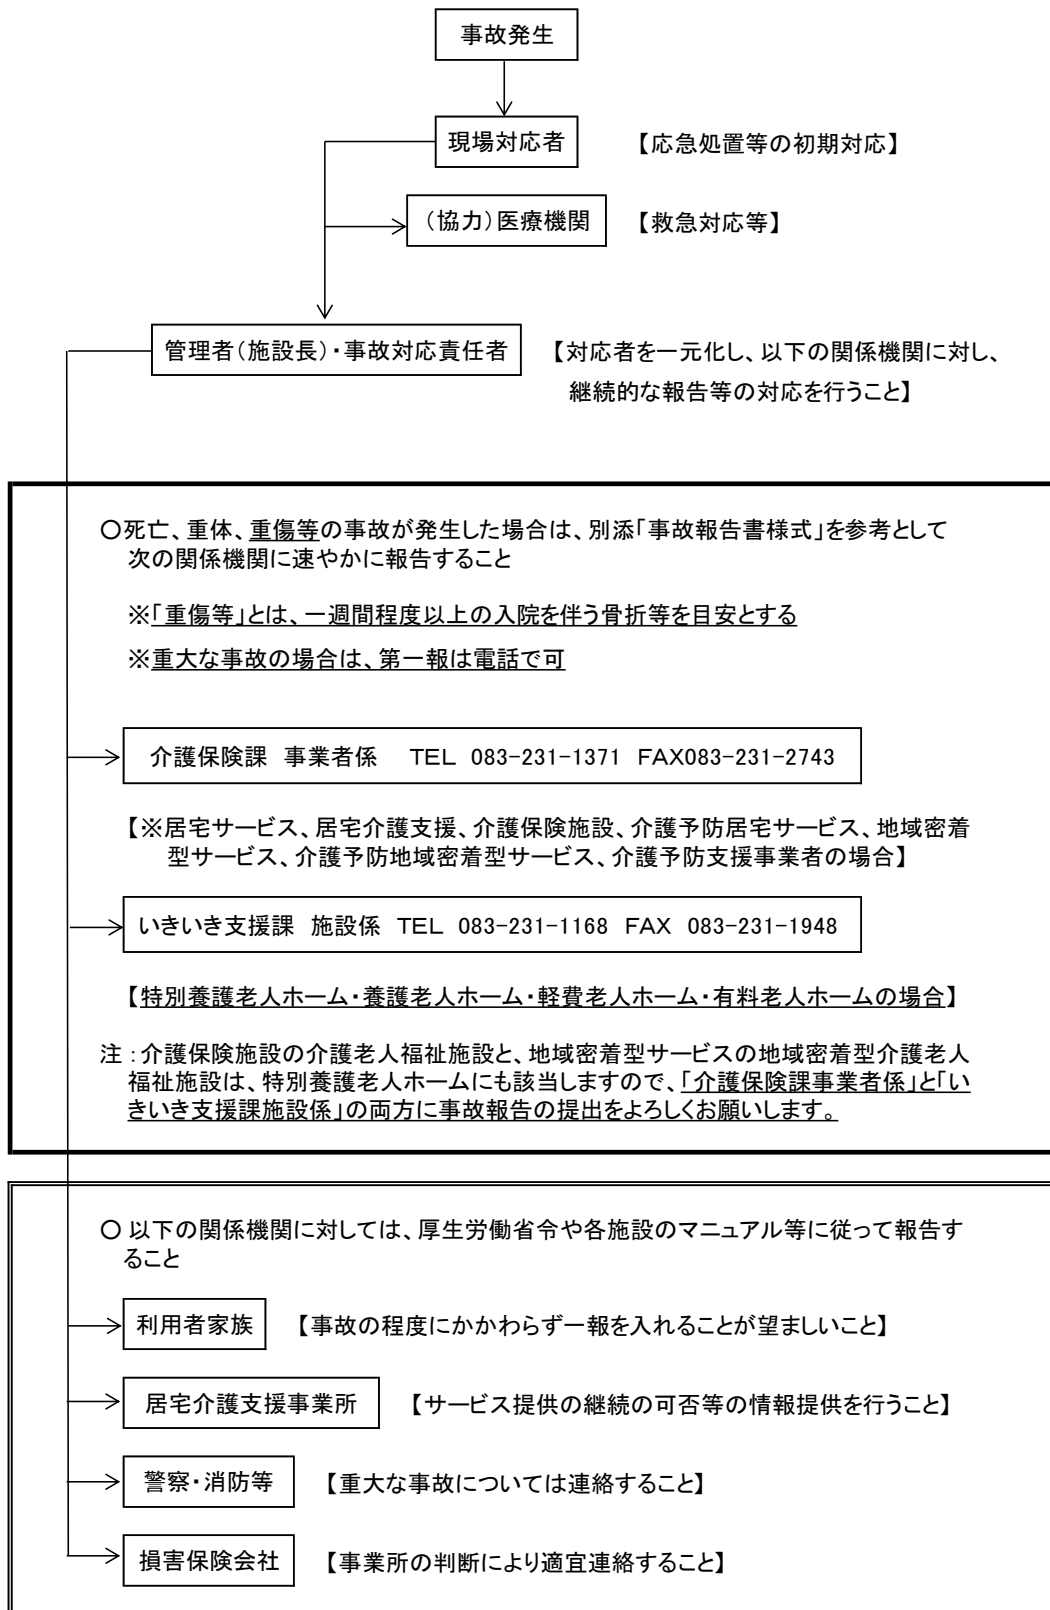 事故発生
現場対応者 【応急処置等の初期対応】
（協力）医療機関 【救急対応等】
管理者（施設長）・事故対応責任者 【対応者を一元化し、以下の関係機関に対し、
継続的な報告等の対応を行うこと】
○死亡、重体、重傷等の事故が発生した場合は、別添「事故報告書様式」を参考として
次の関係機関に速やかに報告すること
※「重傷等」とは、一週間程度以上の入院を伴う骨折等を目安とする
※重大な事故の場合は、第一報は電話で可
介護保険課 事業者係 TEL 083-231-1371 FAX083-231-2743
【※居宅サービス、居宅介護支援、介護保険施設、介護予防居宅サービス、地域密着
型サービス、介護予防地域密着型サービス、介護予防支援事業者の場合】
いきいき支援課 施設係 TEL 083-231-1168 FAX 083-231-1948
【特別養護老人ホーム・養護老人ホーム・軽費老人ホーム・有料老人ホームの場合】
注：介護保険施設の介護老人福祉施設と、地域密着型サービスの地域密着型介護老人
福祉施設は、特別養護老人ホームにも該当しますので、「介護保険課事業者係」と「い
きいき支援課施設係」の両方に事故報告の提出をよろしくお願いします。
○ 以下の関係機関に対しては、厚生労働省令や各施設のマニュアル等に従って報告す
ること
利用者家族 【事故の程度にかかわらず一報を入れることが望ましいこと】
居宅介護支援事業所 【サービス提供の継続の可否等の情報提供を行うこと】
警察・消防等 【重大な事故については連絡すること】
損害保険会社 【事業所の判断により適宜連絡すること】